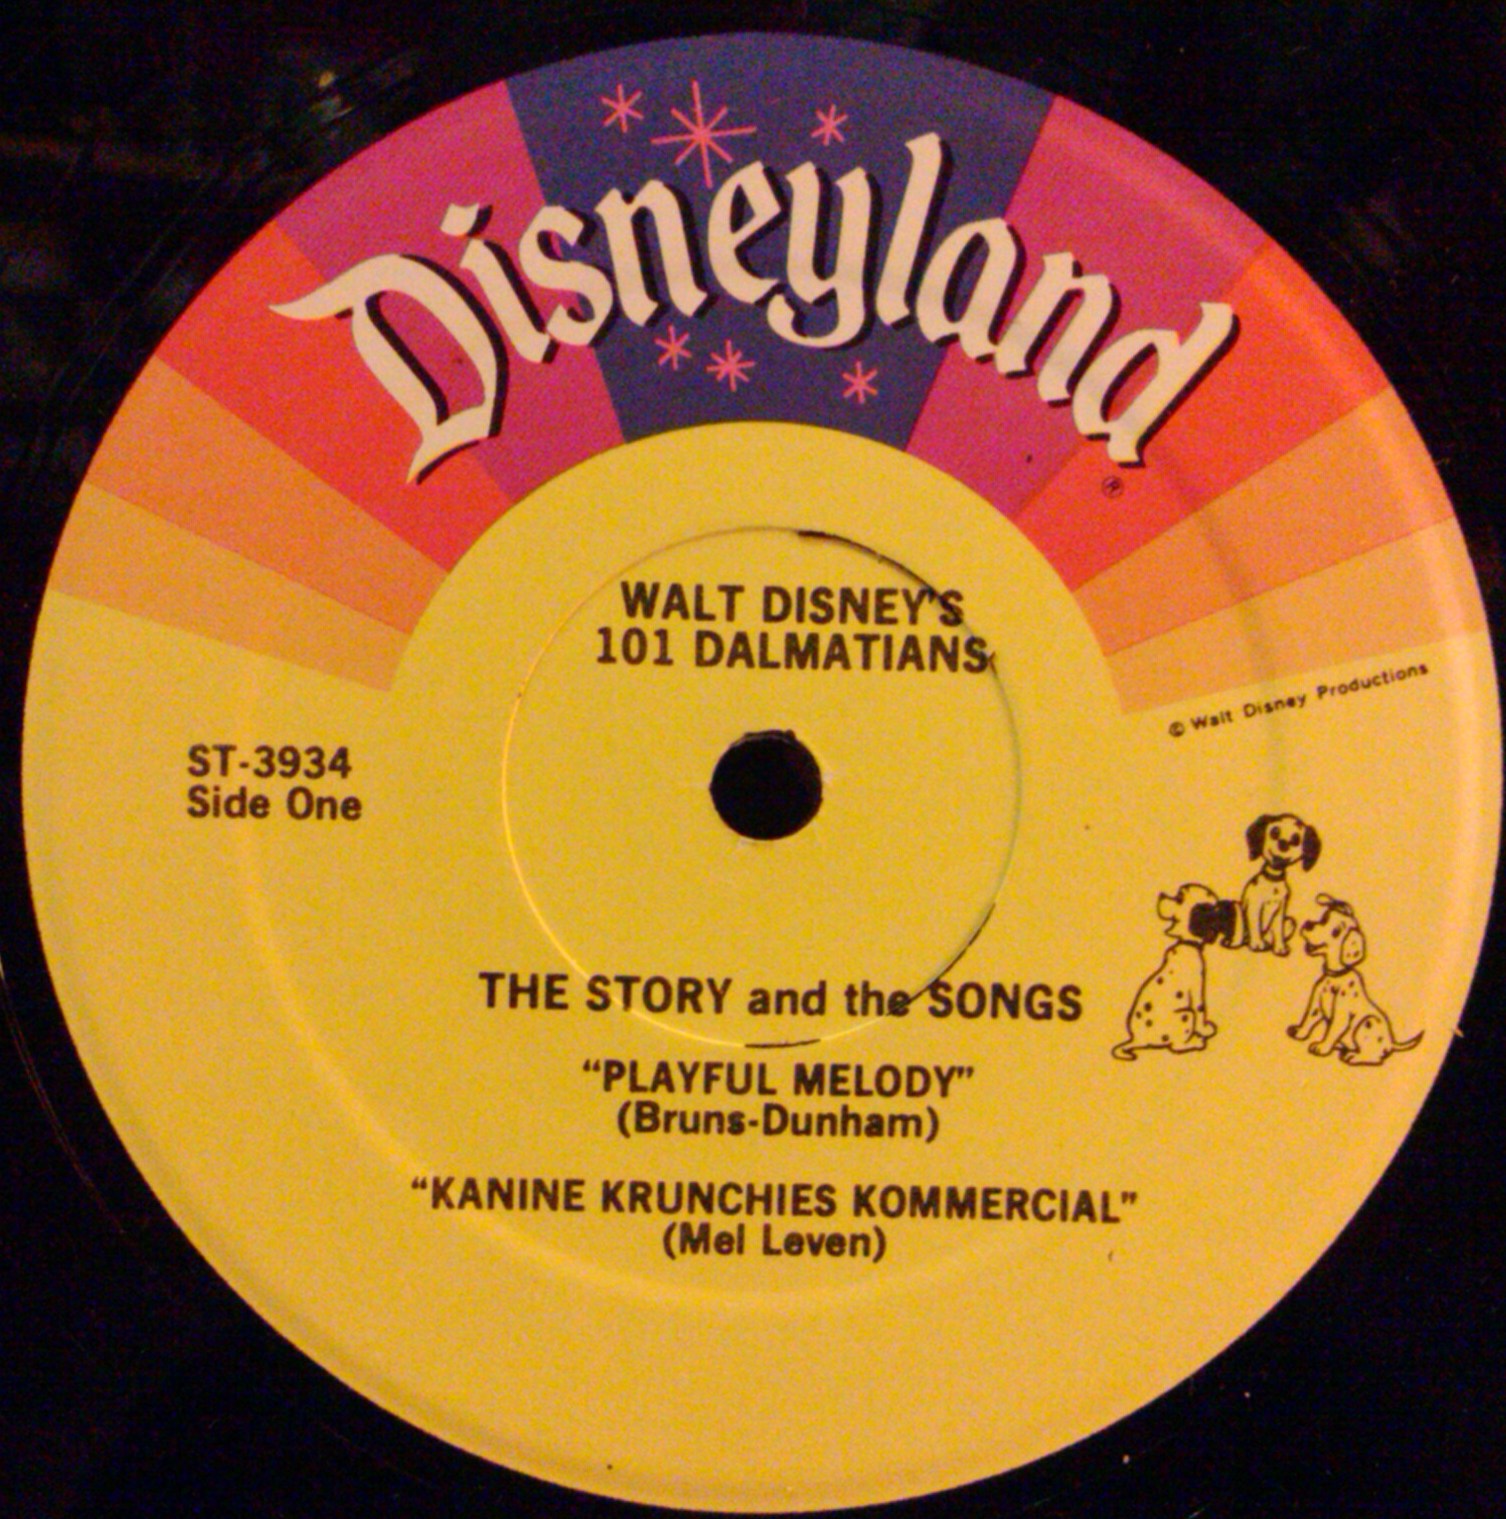 Disneyland
®
WALT DISNEY'S
101 DALMATIANS
© Walt Disney Productions
ST-3934
Side One
THE STORY and the SONGS
“PLAYFUL MELODY”
(Bruns-Dunham)
“KANINE KRUNCHIES KOMMERCIAL”
(Mel Leven)